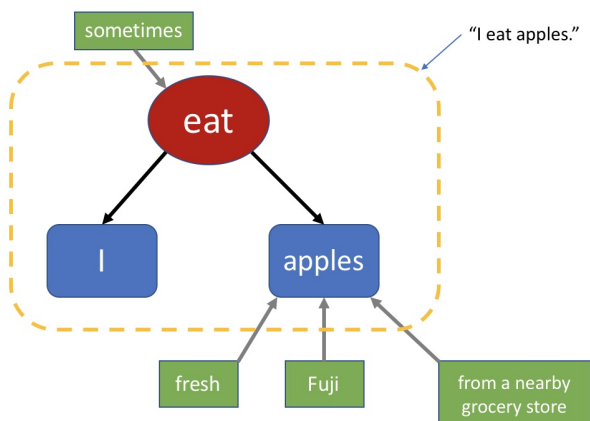 sometimes
“I eat apples.”
eat
I
apples
fresh
Fuji
from a nearby
grocery store